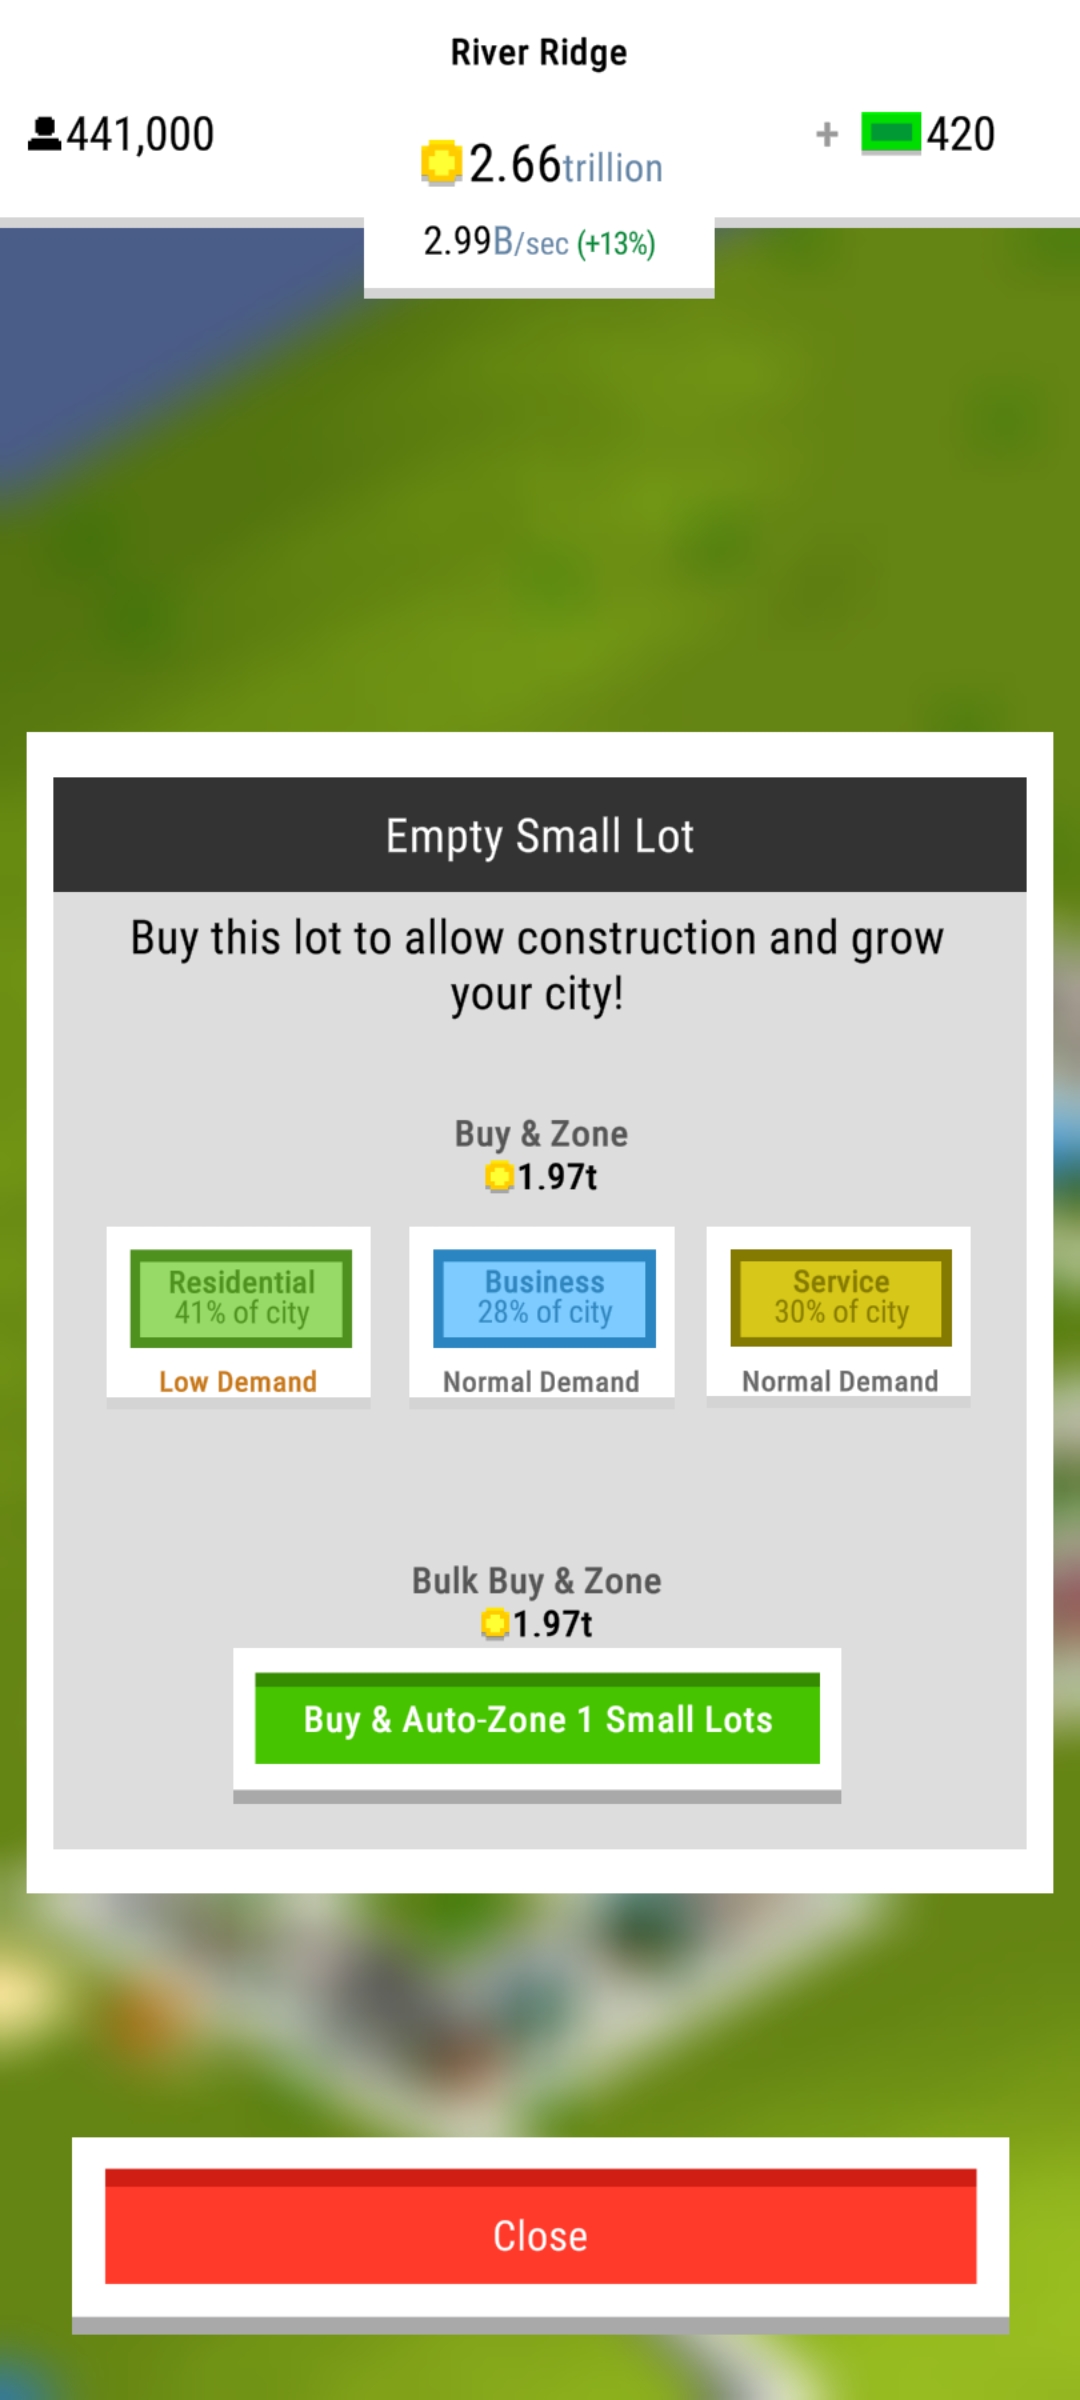 River Ridge
441,000
+ 420
2.66trillion
2.99B/sec (+13%)
Empty Small Lot
Buy this lot to allow construction and grow
your city!
Buy & Zone
1.97t
Residential
41% of city
Low Demand
Business
28% of city
Normal Demand
Service
30% of city
Normal Demand
Bulk Buy & Zone
1.97t
Buy & Auto-Zone 1 Small Lots
Close